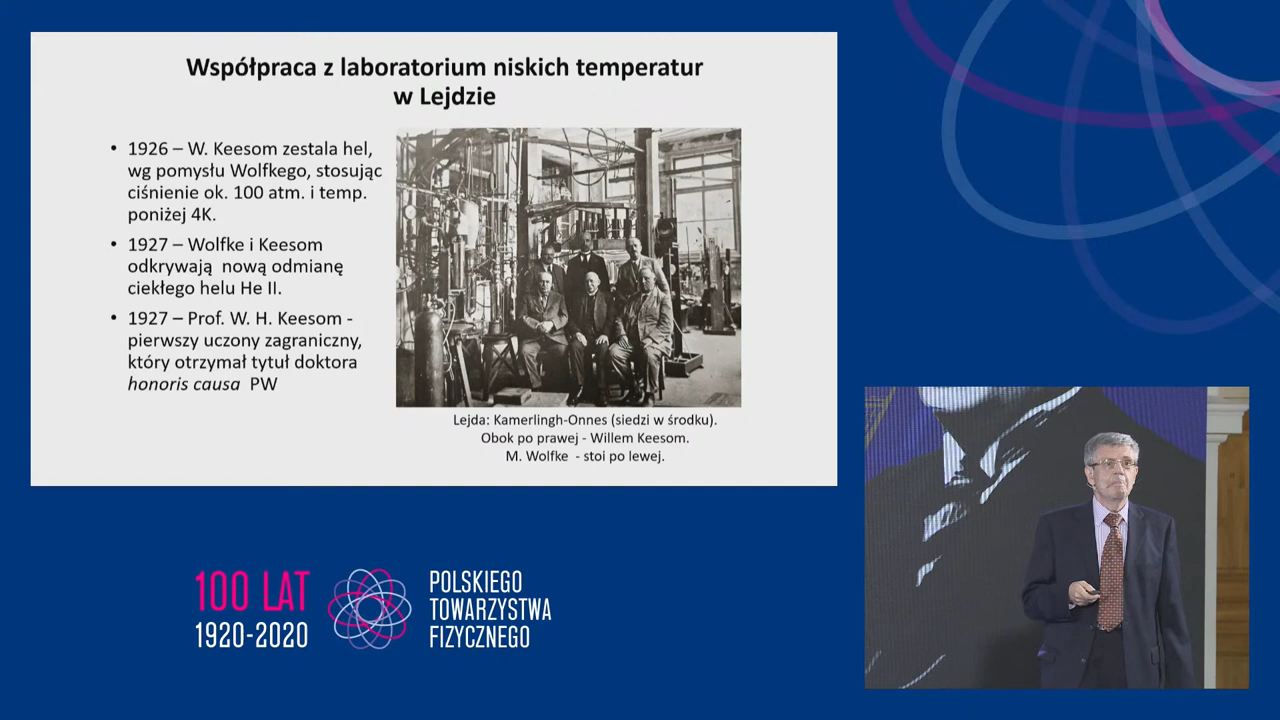 Współpraca z laboratorium niskich temperatur
w Lejdzie
• 1926 – W. Keesom zestala hel,
wg pomysłu Wolfkego, stosując
ciśnienie ok. 100 atm. i temp.
poniżej 4K.
• 1927 – Wolfke i Keesom
odkrywają nową odmianę
ciekłego helu He II.
• 1927 – Prof. W. H. Keesom -
pierwszy uczony zagraniczny,
który otrzymał tytuł doktora
honoris causa PW
Lejda: Kamerlingh-Onnes (siedzi w środku).
Obok po prawej - Willem Keesom.
M. Wolfke - stoi po lewej.
100 LAT
1920-2020
POLSKIEGO
TOWARZYSTWA
FIZYCZNEGO